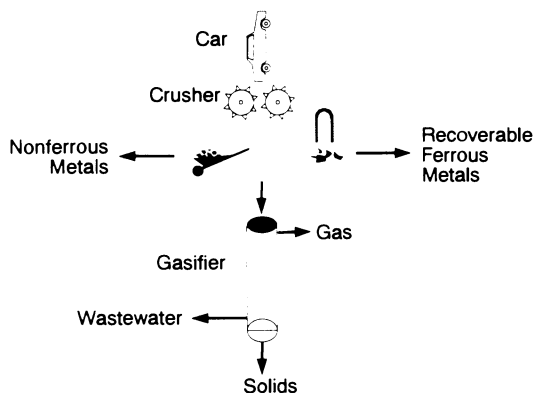 Car
Crusher
Nonferrous
Metals
Recoverable
Ferrous
Metals
Gas
Gasifier
Wastewater
Solids